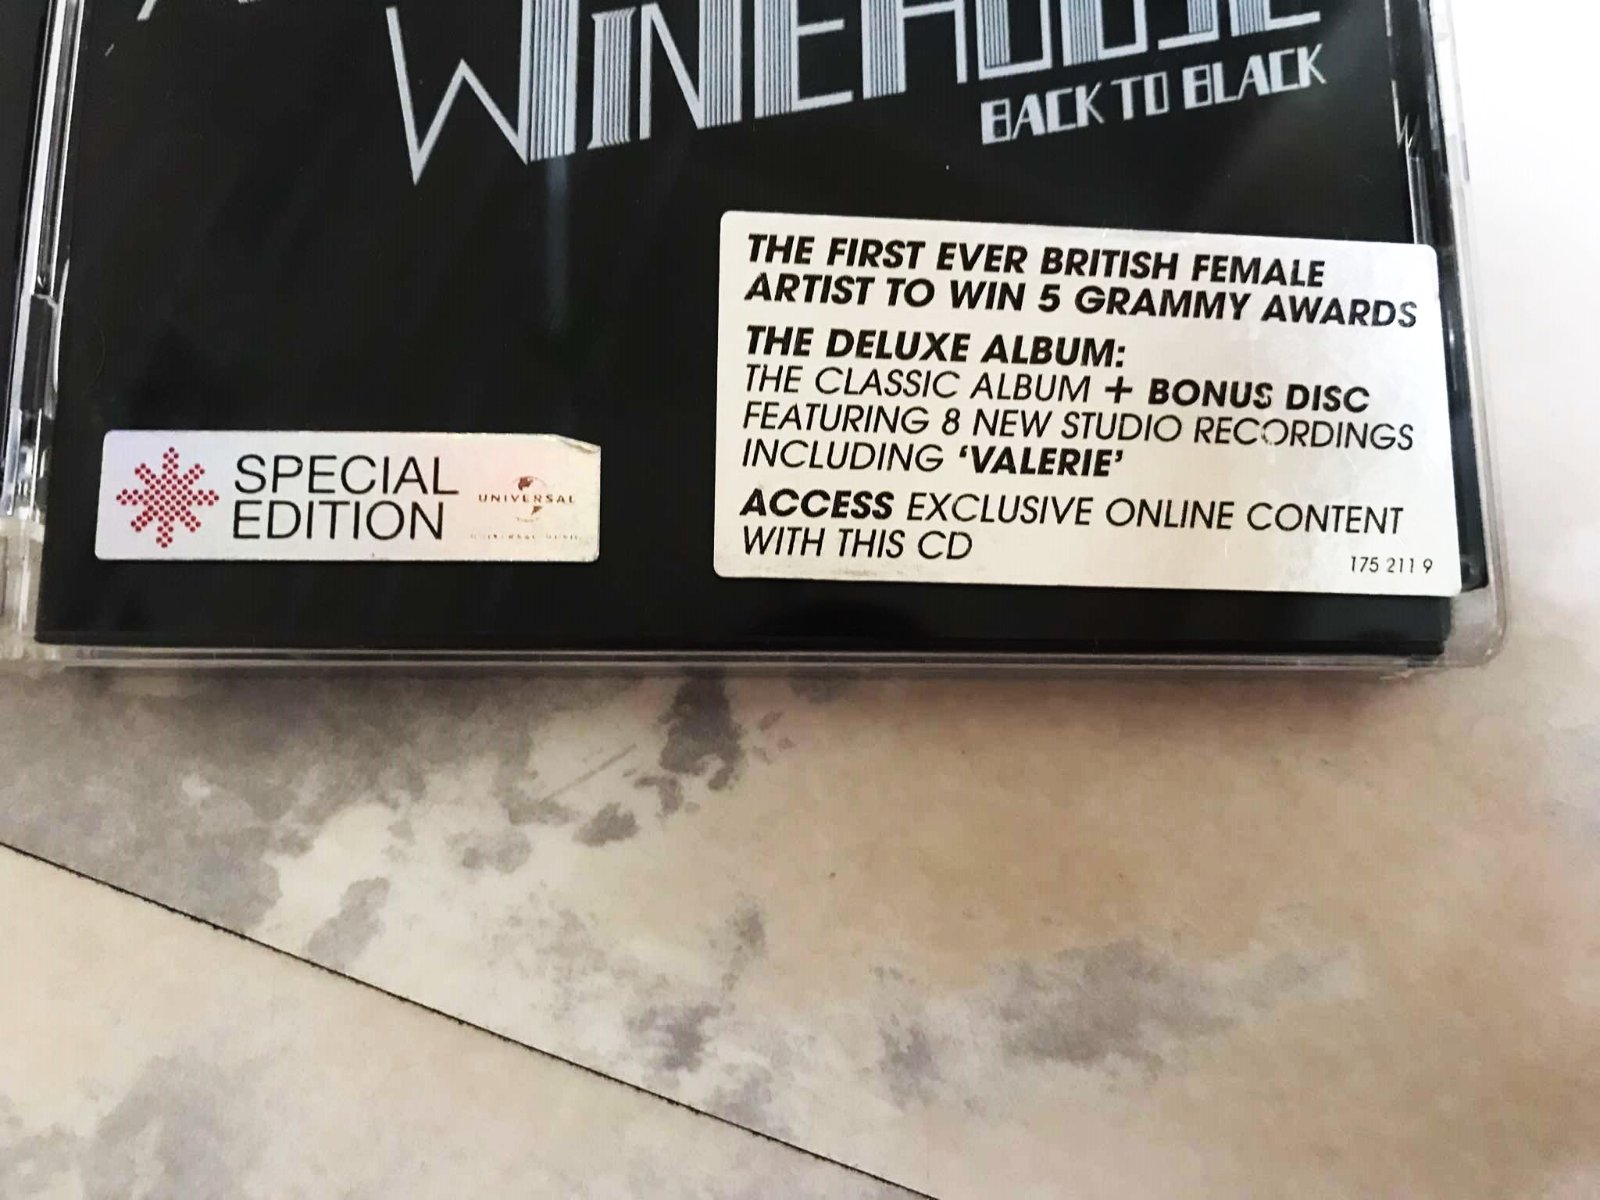 WINEHOUSE
BACK TO BLACK
THE FIRST EVER BRITISH FEMALE
ARTIST TO WIN 5 GRAMMY AWARDS
THE DELUXE ALBUM:
THE CLASSIC ALBUM + BONUS DISC
FEATURING 8 NEW STUDIO RECORDINGS
INCLUDING ‘VALERIE’
ACCESS EXCLUSIVE ONLINE CONTENT
WITH THIS CD
175 211 9
SPECIAL
EDITION
UNIVERSAL